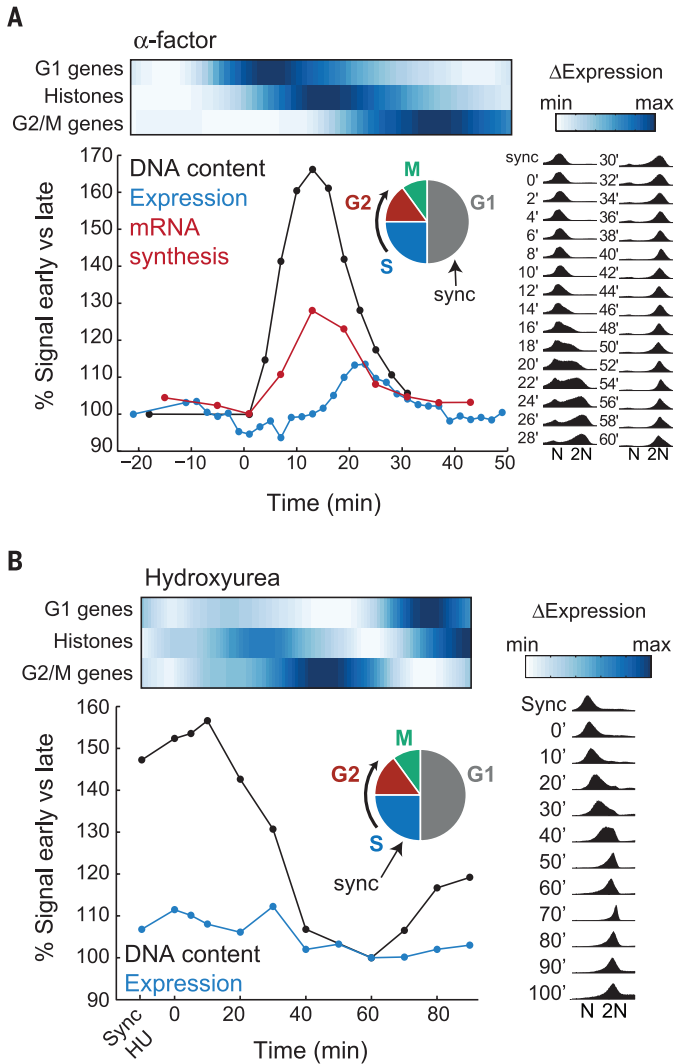 A
α-factor
G1 genes
Histones
G2/M genes
ΔExpression
min max
170
160
150
140
130
120
110
100
90
% Signal early vs late
DNA content
Expression
mRNA
synthesis
M
G2
G1
S
sync
−20 −10 0 10 20 30 40 50
Time (min)
sync 30'
0' 32'
2' 34'
4' 36'
6' 38'
8' 40'
10' 42'
12' 44'
14' 46'
16' 48'
18' 50'
20' 52'
22' 54'
24' 56'
26' 58'
28' 60'
N 2N N 2N
B
Hydroxyurea
G1 genes
Histones
G2/M genes
ΔExpression
min max
160
150
140
130
120
110
100
90
% Signal early vs late
M
G2
G1
S
sync
DNA content
Expression
Sync
HU
0 20 40 60 80
Time (min)
Sync
0'
10'
20'
30'
40'
50'
60'
70'
80'
90'
100'
N 2N